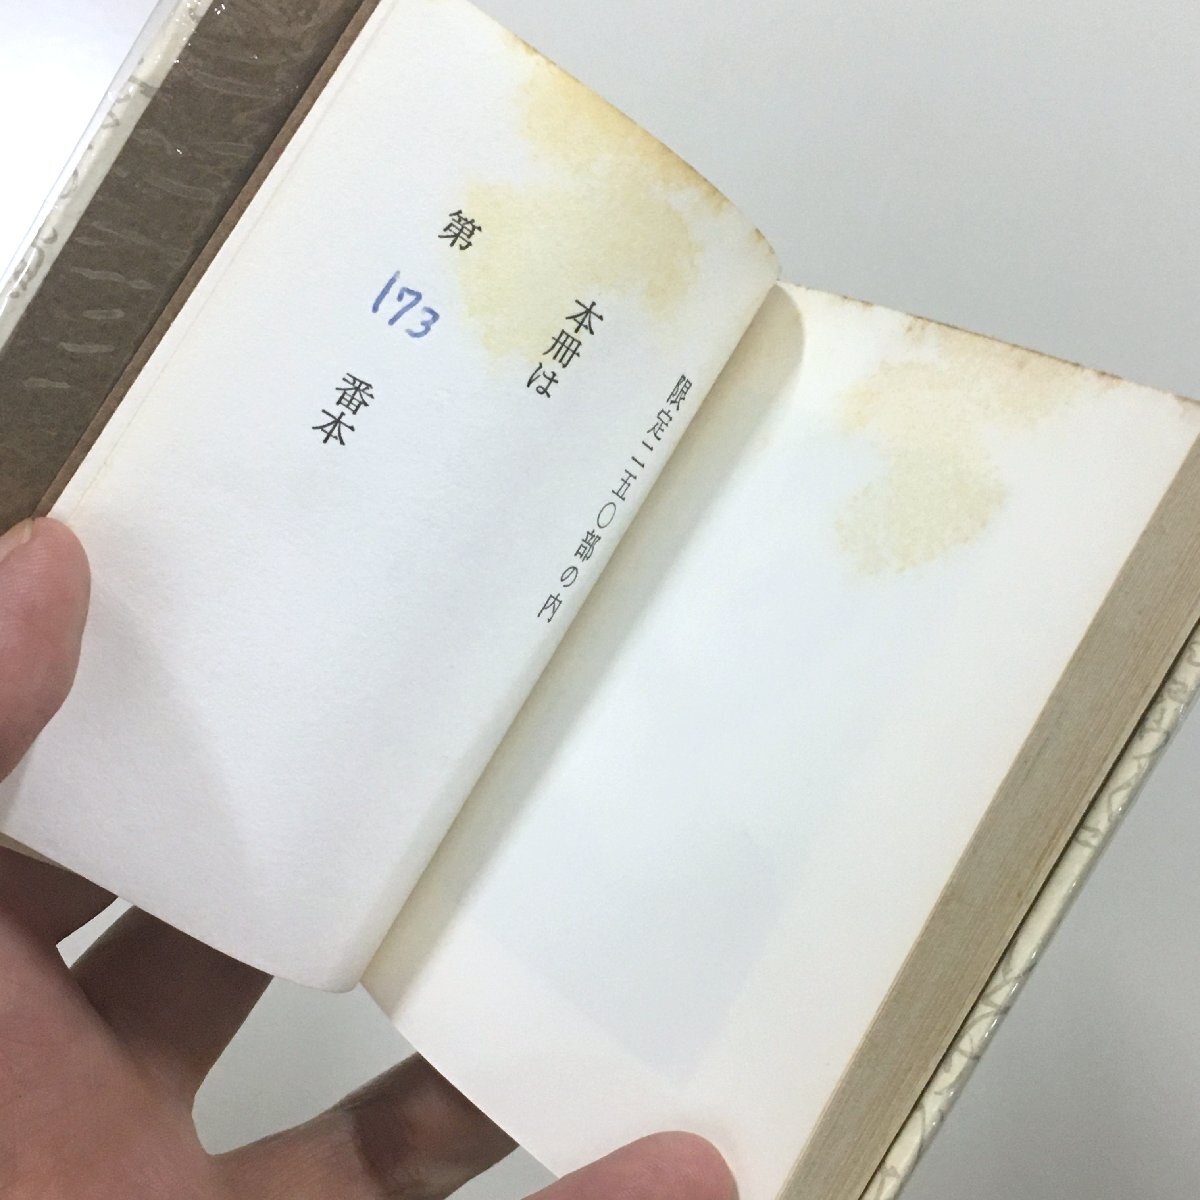 限定二五〇部の内
本冊は
第 173 番本